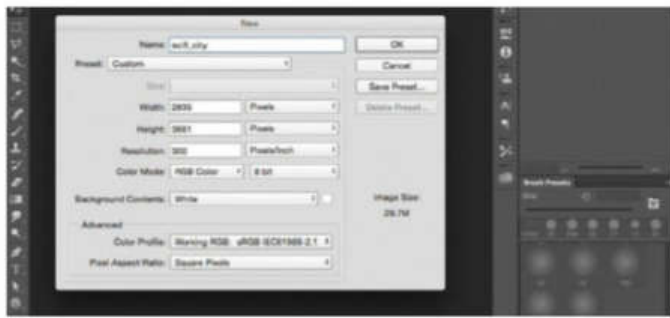 New
Name: scifi_city
OK
Preset: Custom
Cancel
Size:
Save Preset...
Width: 2835 Pixels
Delete Preset...
Height: 3661 Pixels
Resolution: 300 Pixels/Inch
Color Mode: RGB Color 8 bit
Background Contents: White
Image Size:
29.7M
Advanced
Color Profile: Working RGB: sRGB IEC61966-2.1
Pixel Aspect Ratio: Square Pixels
Brush Presets